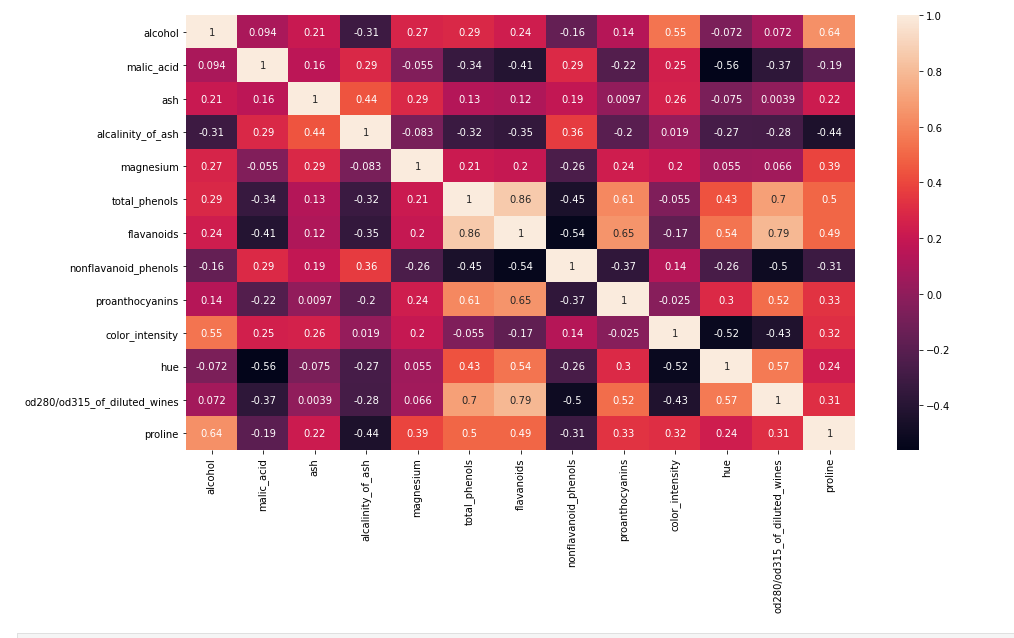 alcohol 1 0.094 0.21 -0.31 0.27 0.29 0.24 -0.16 0.14 0.55 -0.072 0.072 0.64
malic_acid 0.094 1 0.16 0.29 -0.055 -0.34 -0.41 0.29 -0.22 0.25 -0.56 -0.37 -0.19
ash 0.21 0.16 1 0.44 0.29 0.13 0.12 0.19 0.0097 0.26 -0.075 0.0039 0.22
alcalinity_of_ash -0.31 0.29 0.44 1 -0.083 -0.32 -0.35 0.36 -0.2 0.019 -0.27 -0.28 -0.44
magnesium 0.27 -0.055 0.29 -0.083 1 0.21 0.2 -0.26 0.24 0.2 0.055 0.066 0.39
total_phenols 0.29 -0.34 0.13 -0.32 0.21 1 0.86 -0.45 0.61 -0.055 0.43 0.7 0.5
flavanoids 0.24 -0.41 0.12 -0.35 0.2 0.86 1 -0.54 0.65 -0.17 0.54 0.79 0.49
nonflavanoid_phenols -0.16 0.29 0.19 0.36 -0.26 -0.45 -0.54 1 -0.37 0.14 -0.26 -0.5 -0.31
proanthocyanins 0.14 -0.22 0.0097 -0.2 0.24 0.61 0.65 -0.37 1 -0.025 0.3 0.52 0.33
color_intensity 0.55 0.25 0.26 0.019 0.2 -0.055 -0.17 0.14 -0.025 1 -0.52 -0.43 0.32
hue -0.072 -0.56 -0.075 -0.27 0.055 0.43 0.54 -0.26 0.3 -0.52 1 0.57 0.24
od280/od315_of_diluted_wines 0.072 -0.37 0.0039 -0.28 0.066 0.7 0.79 -0.5 0.52 -0.43 0.57 1 0.31
proline 0.64 -0.19 0.22 -0.44 0.39 0.5 0.49 -0.31 0.33 0.32 0.24 0.31 1
alcohol
malic_acid
ash
alcalinity_of_ash
magnesium
total_phenols
flavanoids
nonflavanoid_phenols
proanthocyanins
color_intensity
hue
od280/od315_of_diluted_wines
proline
1.0
0.8
0.6
0.4
0.2
0.0
−0.2
−0.4